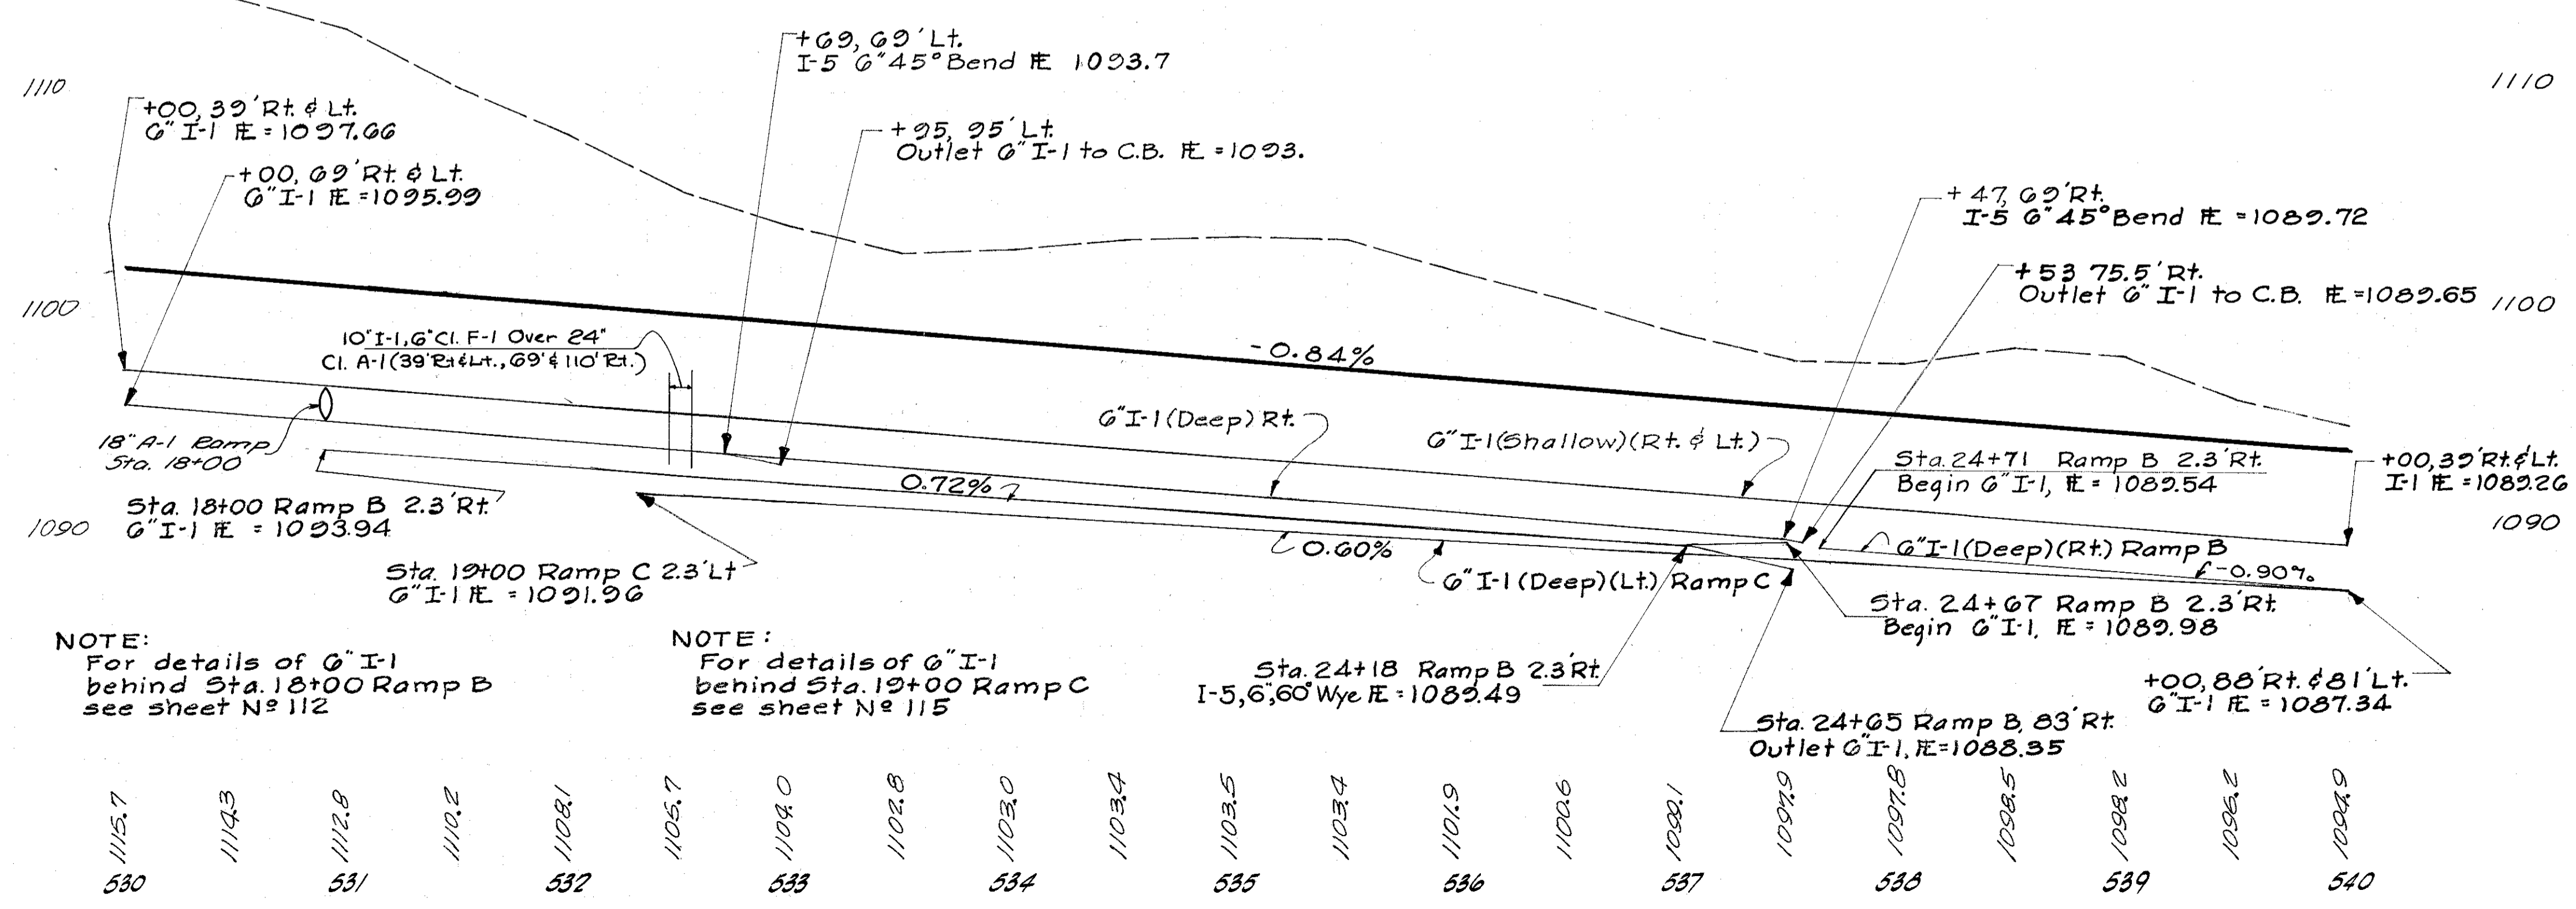 +69, 69' Lt.
I-5 6" 45° Bend FE 1093.7
1110
1110
+00, 39' Rt. & Lt.
6" I-1 FE = 1097.66
+95, 95' Lt.
Outlet 6" I-1 to C.B. FE = 1093.
+00, 69' Rt. & Lt.
6" I-1 FE = 1095.99
+47, 69' Rt.
I-5 6" 45° Bend FE = 1089.72
+53 75.5' Rt.
Outlet 6" I-1 to C.B. FE = 1089.65
1100
1100
10" I-1, 6" Cl. F-1 Over 24"
Cl. A-1 (39' Rt & Lt., 69' & 110' Rt.)
-0.84%
6" I-1 (Deep) Rt.
6" I-1 (Shallow) (Rt. & Lt.)
18" A-1 Ramp
Sta. 18+00
Sta. 24+71 Ramp B 2.3' Rt.
Begin 6" I-1, FE = 1089.54
+00, 39' Rt. & Lt.
I-1 FE = 1089.26
0.72%
Sta. 18+00 Ramp B 2.3' Rt.
6" I-1 FE = 1093.94
1090
1090
0.60%
6" I-1 (Deep) (Rt.) Ramp B
-0.90%
Sta. 19+00 Ramp C 2.3' Lt
6" I-1 FE = 1091.96
6" I-1 (Deep) (Lt.) Ramp C
Sta. 24+67 Ramp B 2.3' Rt.
Begin 6" I-1, FE = 1089.98
NOTE:
For details of 6" I-1
behind Sta. 18+00 Ramp B
see sheet Nº 112
NOTE:
For details of 6" I-1
behind Sta. 19+00 Ramp C
see sheet Nº 115
Sta. 24+18 Ramp B 2.3' Rt.
I-5, 6", 60° Wye FE = 1089.49
+00, 88' Rt. & 81' Lt.
6" I-1 FE = 1087.34
Sta. 24+65 Ramp B, 83' Rt.
Outlet 6" I-1, FE = 1088.35
1115.7
1114.3
1112.8
1110.2
1108.1
1105.7
1104.0
1102.8
1103.0
1103.4
1103.5
1103.4
1101.9
1100.6
1099.1
1097.9
1097.8
1098.5
1098.2
1096.2
1094.9
530
531
532
533
534
535
536
537
538
539
540